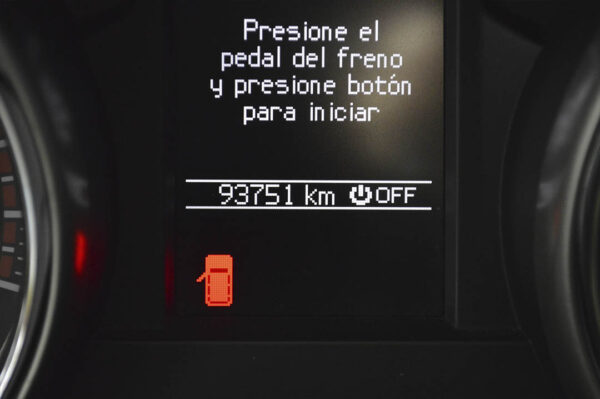 Presione el
pedal del freno
y presione botón
para iniciar
93751 km OFF